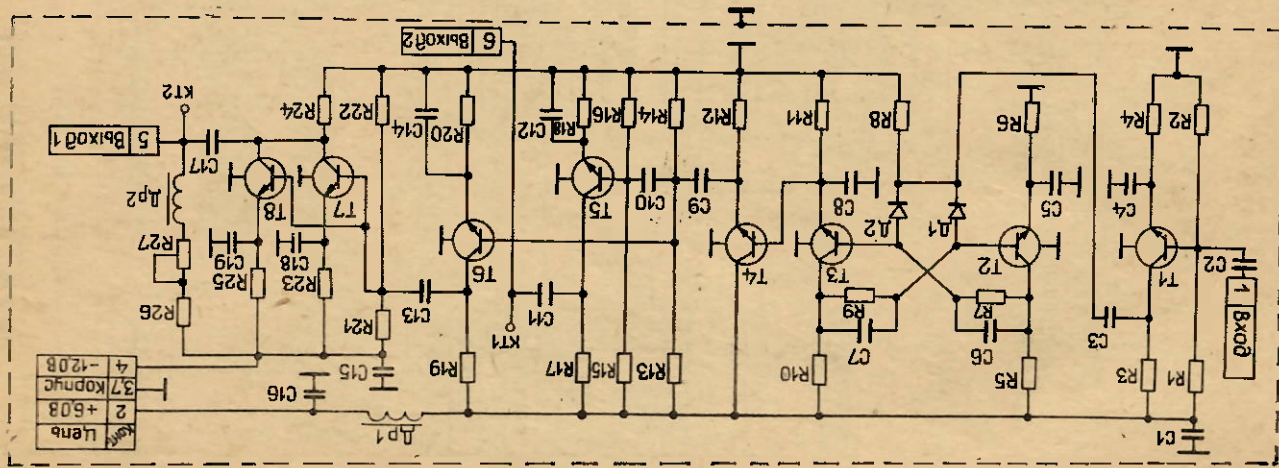 C1
Др1
Конт. Цепь
2 +6,0В
3,7 Корпус
4 -12,0В
1 Вход
R1
R3
R5
R10
R13
R15
R17
R19
C16
C15
C2
C3
C6
R7
C7
R9
C11
КТ1
C13
R21
R23
R25
R26
T1
T2
T3
T4
T5
T6
T7
T8
C18
C19
R27
Др2
Д1
Д2
C4
C5
C8
C9
C10
R2
R4
R6
R8
R11
R12
R14
R16
R18
C12
R20
C14
R22
R24
C17
5 Выход1
КТ2
6 Выход2